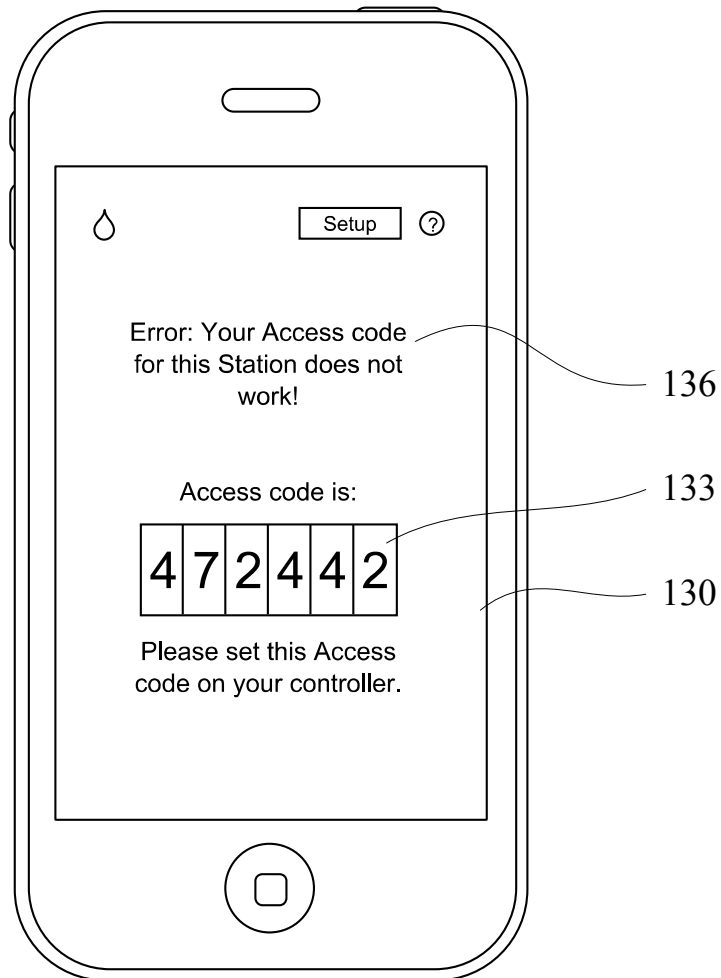 Setup ?
Error: Your Access code
for this Station does not
work!
136
Access code is:
133
472442
130
Please set this Access
code on your controller.